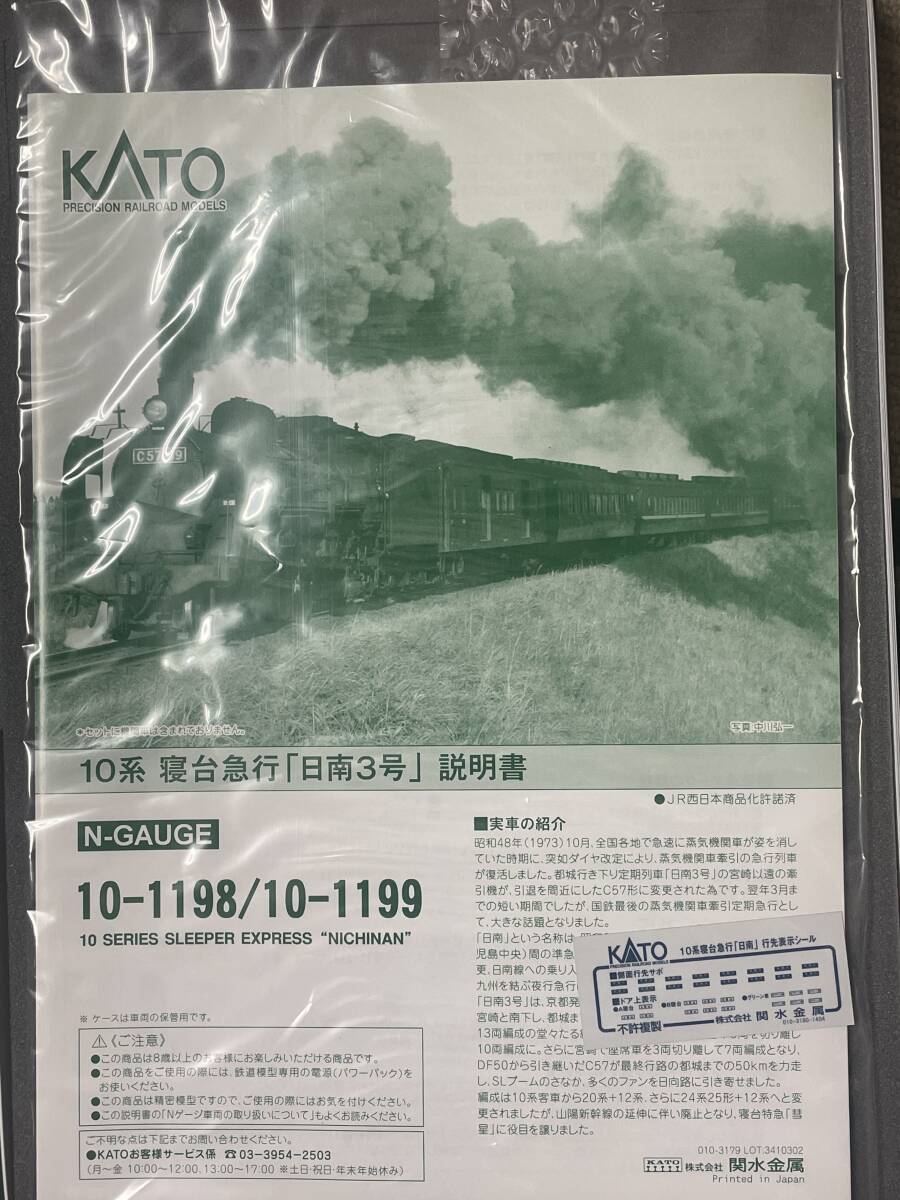 KATO
PRECISION RAILROAD MODELS
*セットに機関車は含まれておりません。
写真:中川弘一
10系 寝台急行「日南3号」 説明書
●JR西日本商品化許諾済
N-GAUGE
10-1198/10-1199
10 SERIES SLEEPER EXPRESS “NICHINAN”
※ ケースは車両の保管用です。
⚠〈ご注意〉
●この商品は8歳以上のお客様にお楽しみいただける商品です。
●この商品をご使用の際には、鉄道模型専用の電源(パワーパック)を
お使いください。
●この商品は精密模型ですので、ご使用の際にはお気を付けください。
●この説明書の「Nゲージ車両の取り扱いについて」もよくお読みください。
ご不明な点は下記までお問い合わせください。
●KATOお客様サービス係 ☎ 03-3954-2503
(月〜金 10:00〜12:00、13:00〜17:00 ※土日・祝日・年末年始休み)
■実車の紹介
昭和48年(1973)10月、全国各地で急速に蒸気機関車が姿を消し
ていた時期に、突如ダイヤ改定により、蒸気機関車牽引の急行列車
が復活しました。都城行き下り定期列車「日南3号」の宮崎以遠の牽
引機が、引退を間近にしたC57形に変更された為です。翌年3月ま
での短い期間でしたが、国鉄最後の蒸気機関車牽引定期急行とし
て、大きな話題となりました。
「日南」という名称は
児島中央)間の準急
更、日南線への乗り入
九州を結ぶ夜行急行
「日南3号」は、京都発
宮崎と南下し、都城ま
13両編成の堂々たる
を切り離し
10両編成に。さらに宮崎で座席車を3両切り離して7両編成となり、
DF50から引き継いだC57が最終行路の都城までの50kmを力走
し、SLブームのさなか、多くのファンを日向路に引き寄せました。
編成は10系客車から20系+12系、さらに24系25形+12系へと変
更されましたが、山陽新幹線の延伸に伴い廃止となり、寝台特急「彗
星」に役目を譲りました。
KATO
PRECISION RAILROAD MODELS
10系寝台急行「日南」 行先表示シール
■側面行先サボ
■ドア上表示
●A寝台
●B寝台
●グリーン車
不許複製
株式会社 関水金属
010-3179 LOT:3410302
KATO 株式会社 関水金属
Printed in Japan